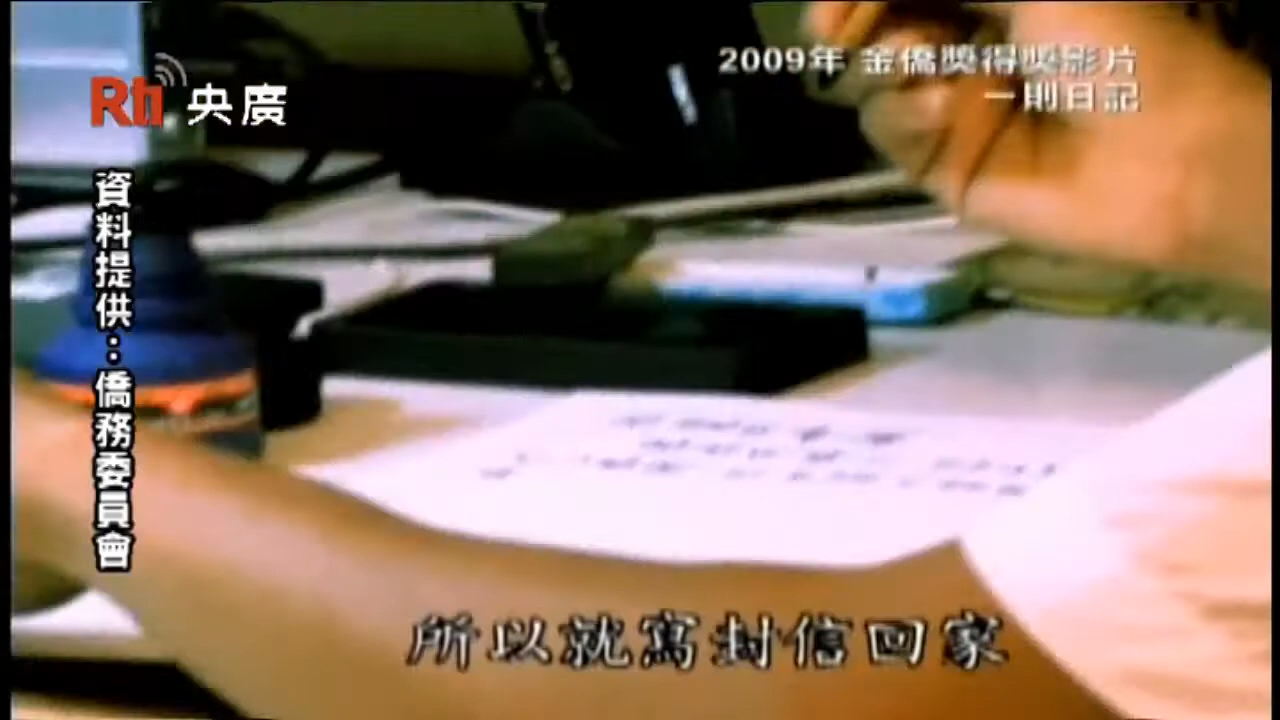 Rti 央廣
2009年 金僑獎得獎影片
一則日記
資料提供：僑務委員會
所以就寫封信回家